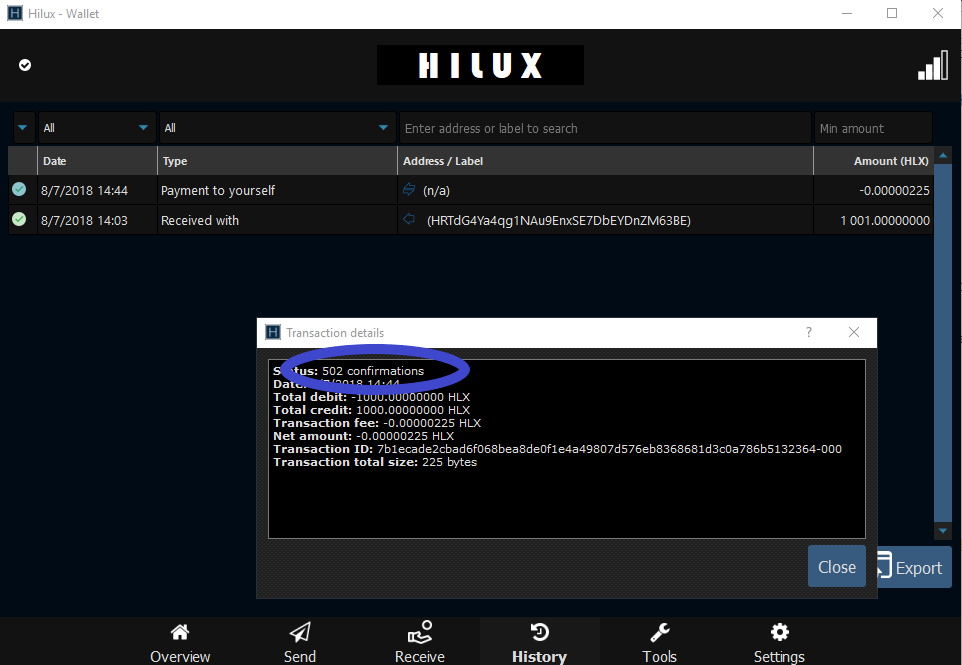 Hilux - Wallet
HILUX
All All Enter address or label to search Min amount
Date Type Address / Label Amount (HLX)
8/7/2018 14:44 Payment to yourself (n/a) -0.00000225
8/7/2018 14:03 Received with (HRTdG4Ya4qg1NAu9EnxSE7DbEYDnZM63BE) 1 001.00000000
Transaction details ?
Status: 502 confirmations
Date: 8/7/2018 14:44
Total debit: -1000.00000000 HLX
Total credit: 1000.00000000 HLX
Transaction fee: -0.00000225 HLX
Net amount: -0.00000225 HLX
Transaction ID: 7b1ecade2cbad6f068bea8de0f1e4a49807d576eb8368681d3c0a786b5132364-000
Transaction total size: 225 bytes
Close Export
Overview Send Receive History Tools Settings